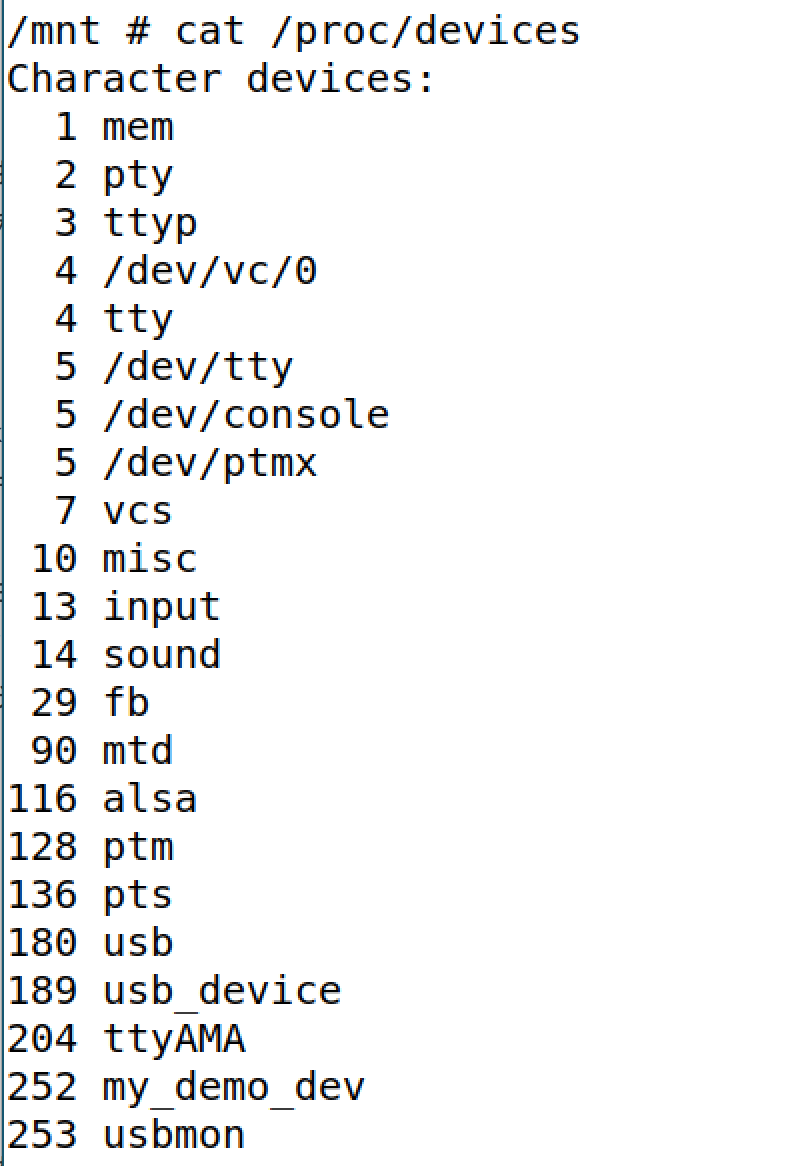 /mnt # cat /proc/devices
Character devices:
  1 mem
  2 pty
  3 ttyp
  4 /dev/vc/0
  4 tty
  5 /dev/tty
  5 /dev/console
  5 /dev/ptmx
  7 vcs
 10 misc
 13 input
 14 sound
 29 fb
 90 mtd
116 alsa
128 ptm
136 pts
180 usb
189 usb_device
204 ttyAMA
252 my_demo_dev
253 usbmon